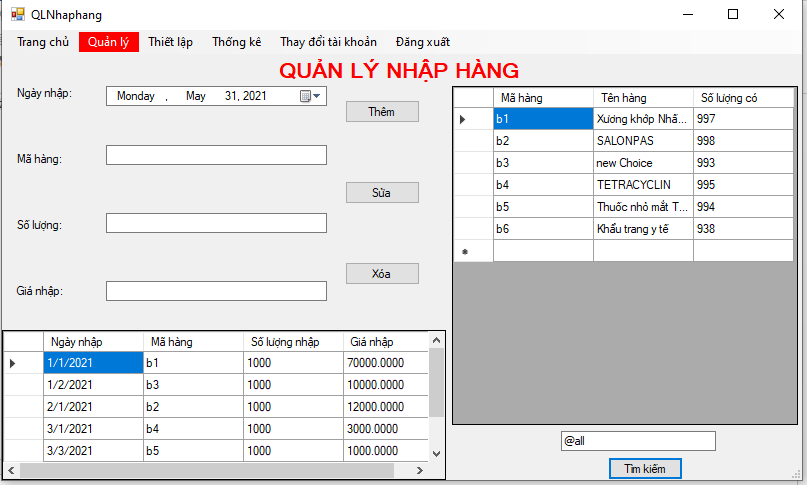 QLNhaphang
Trang chủ Quản lý Thiết lập Thống kê Thay đổi tài khoản Đăng xuất
QUẢN LÝ NHẬP HÀNG
Ngày nhập: Monday , May 31, 2021
Thêm
Mã hàng:
Sửa
Số lượng:
Xóa
Giá nhập:
Mã hàng Tên hàng Số lượng có
b1 Xương khớp Nhấ... 997
b2 SALONPAS 998
b3 new Choice 993
b4 TETRACYCLIN 995
b5 Thuốc nhỏ mắt T... 994
b6 Khẩu trang y tế 938
Ngày nhập Mã hàng Số lượng nhập Giá nhập
1/1/2021 b1 1000 70000.0000
1/2/2021 b3 1000 10000.0000
2/1/2021 b2 1000 12000.0000
3/1/2021 b4 1000 3000.0000
3/3/2021 b5 1000 1000.0000
@all
Tìm kiếm